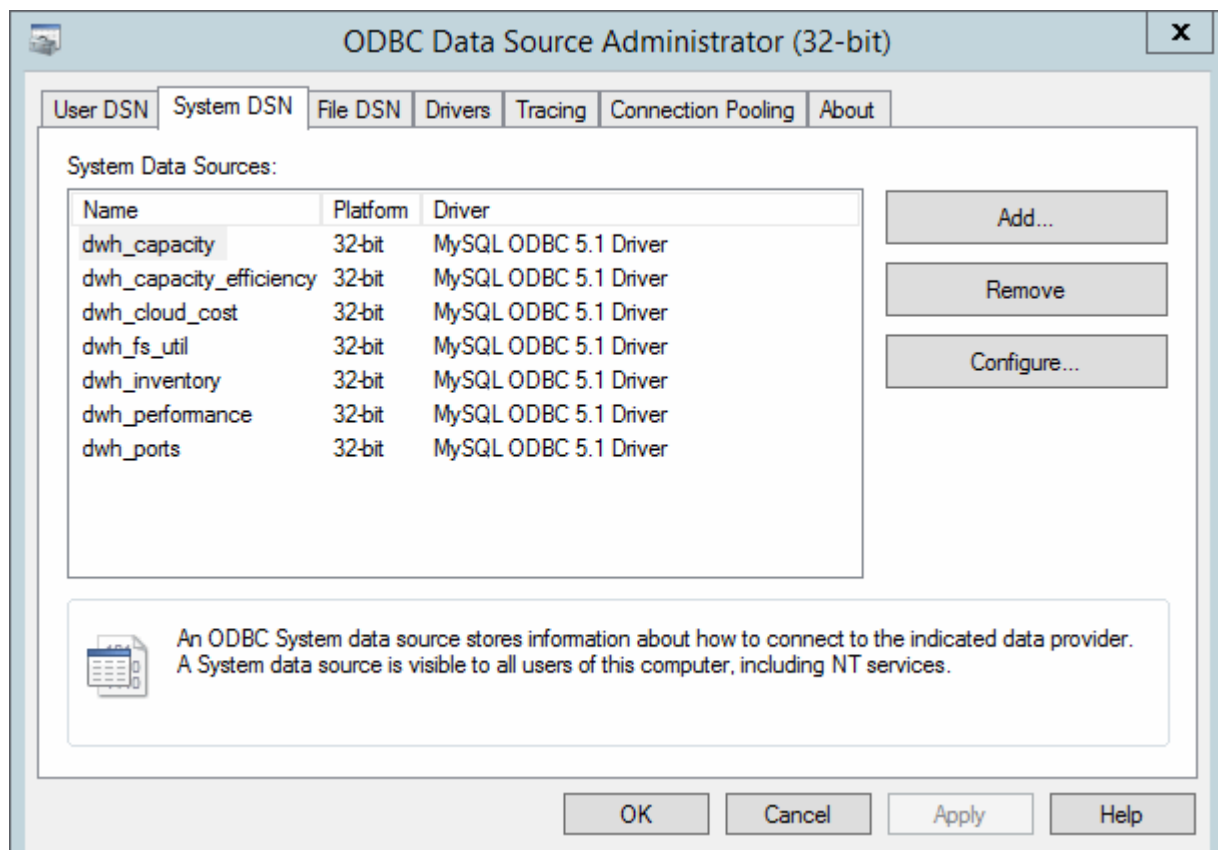 ODBC Data Source Administrator (32-bit)
x
User DSN System DSN File DSN Drivers Tracing Connection Pooling About
System Data Sources:
Name Platform Driver
dwh_capacity 32-bit MySQL ODBC 5.1 Driver
dwh_capacity_efficiency 32-bit MySQL ODBC 5.1 Driver
dwh_cloud_cost 32-bit MySQL ODBC 5.1 Driver
dwh_fs_util 32-bit MySQL ODBC 5.1 Driver
dwh_inventory 32-bit MySQL ODBC 5.1 Driver
dwh_performance 32-bit MySQL ODBC 5.1 Driver
dwh_ports 32-bit MySQL ODBC 5.1 Driver
Add...
Remove
Configure...
An ODBC System data source stores information about how to connect to the indicated data provider.
A System data source is visible to all users of this computer, including NT services.
OK Cancel Apply Help